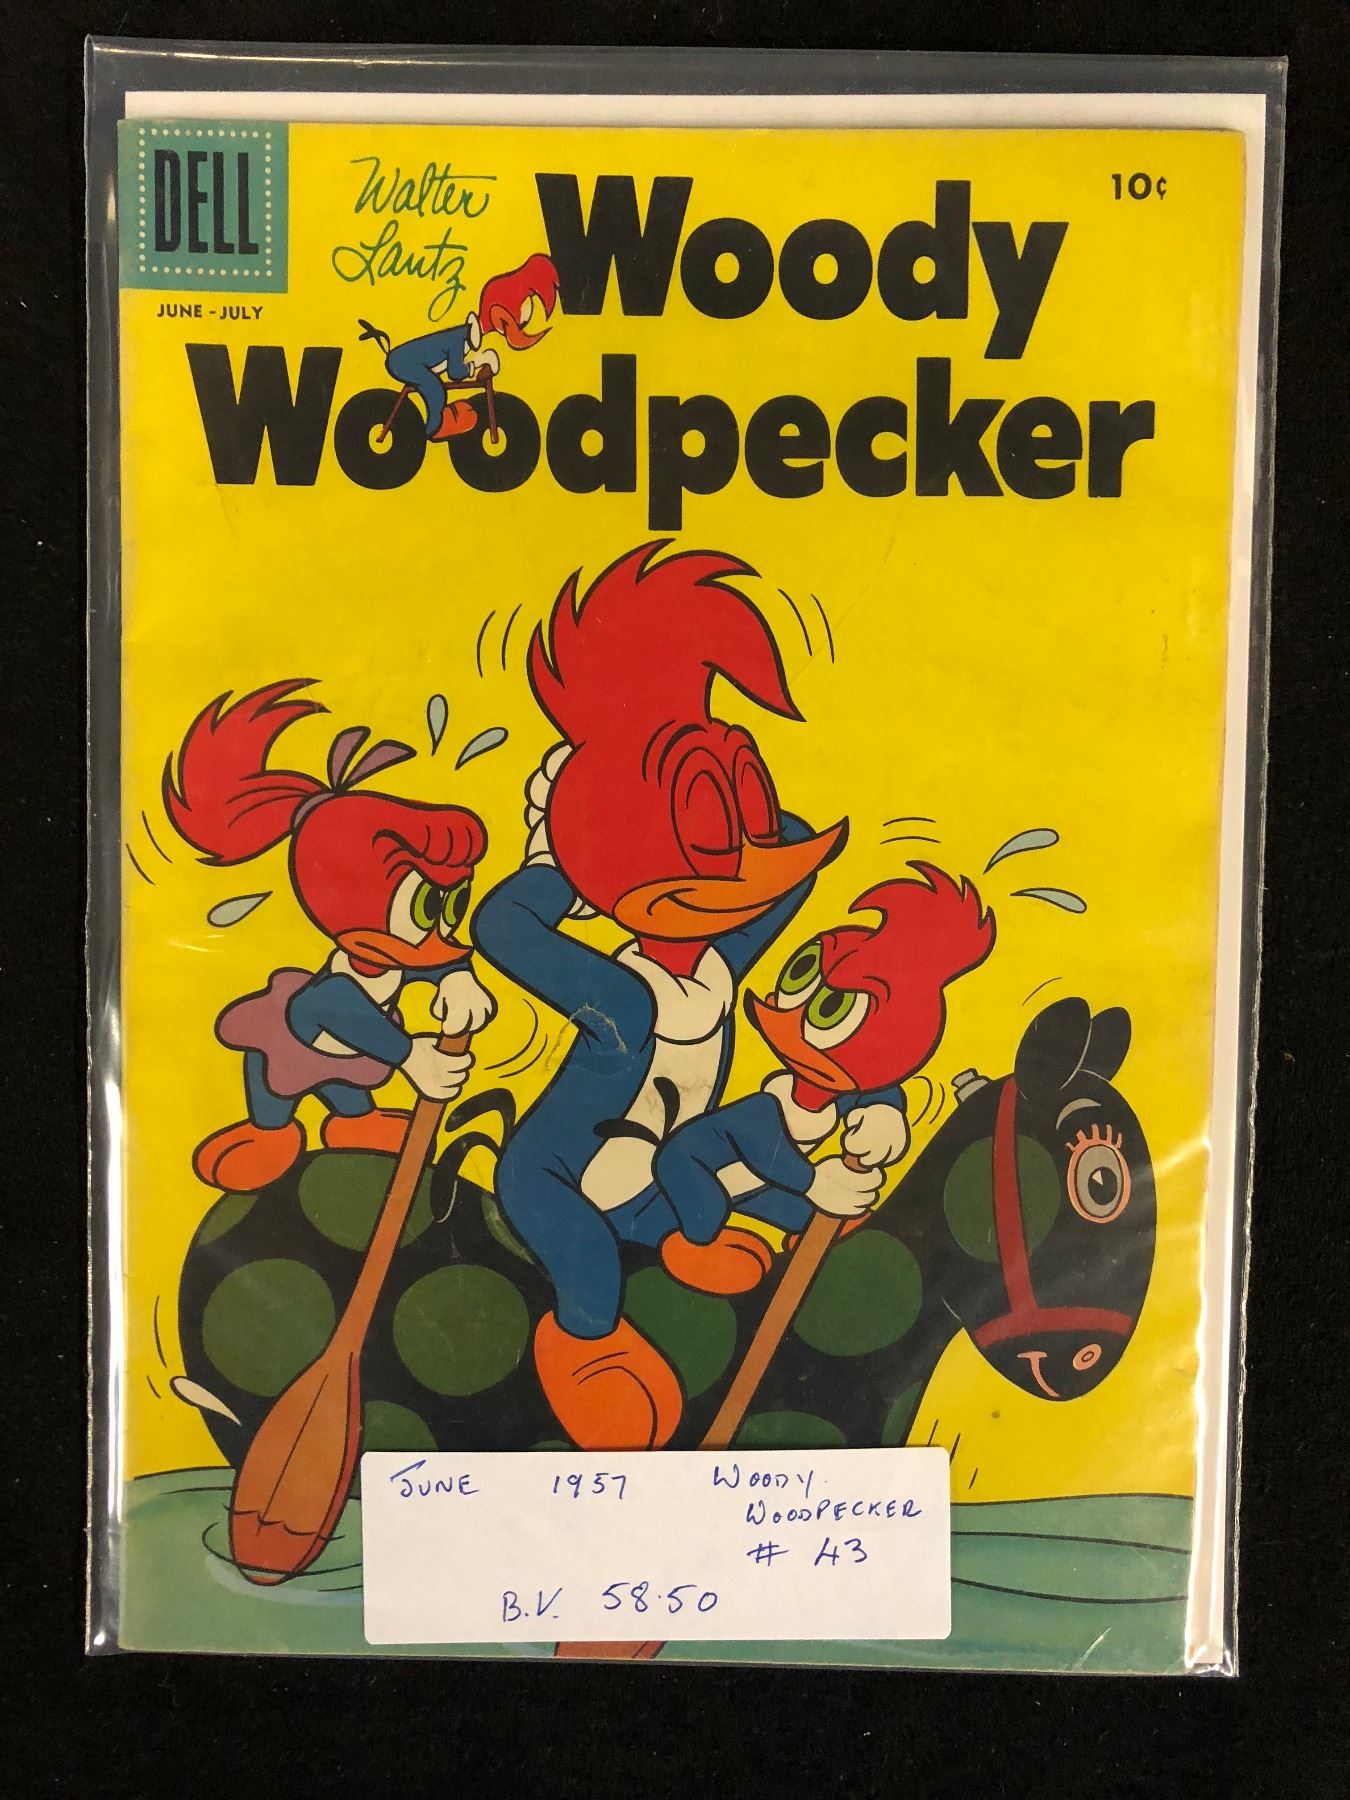 DELL
JUNE - JULY
Walter
Lantz
Woody
Woodpecker
10¢
JUNE 1957 WOODY.
WOODPECKER
# 43
B.V. 58.50